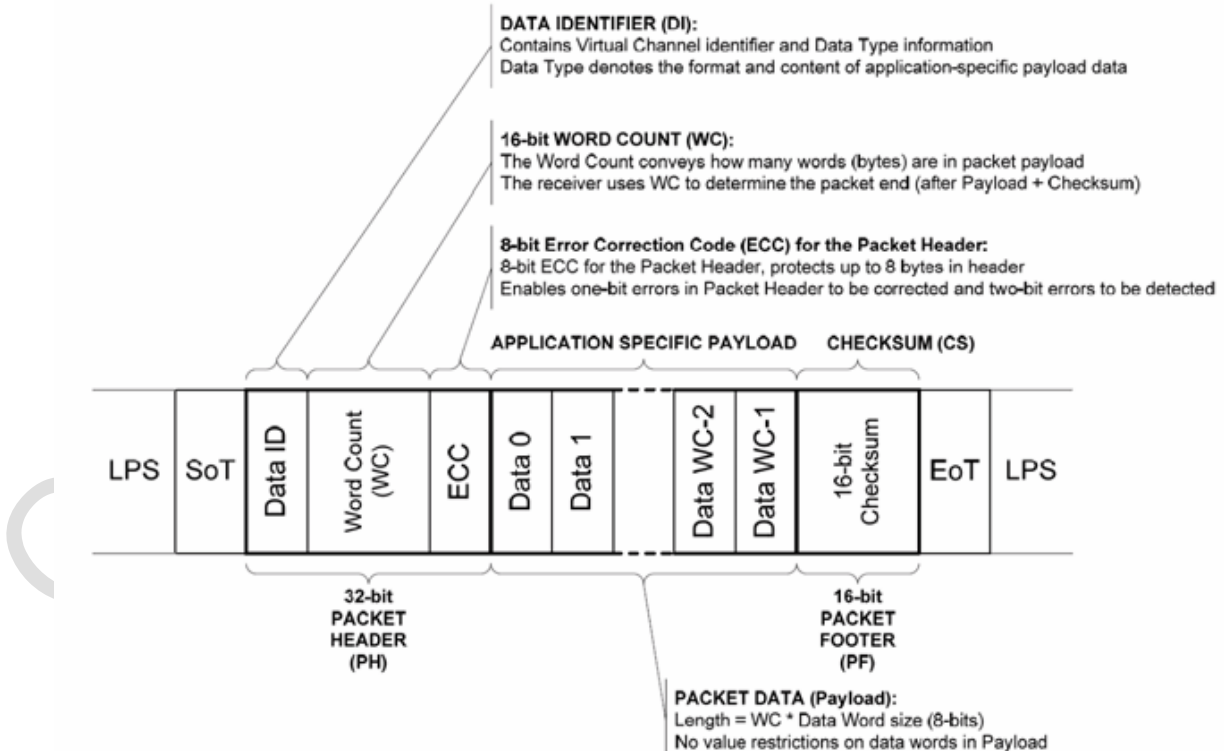 DATA IDENTIFIER (DI):
Contains Virtual Channel identifier and Data Type information
Data Type denotes the format and content of application-specific payload data
16-bit WORD COUNT (WC):
The Word Count conveys how many words (bytes) are in packet payload
The receiver uses WC to determine the packet end (after Payload + Checksum)
8-bit Error Correction Code (ECC) for the Packet Header:
8-bit ECC for the Packet Header, protects up to 8 bytes in header
Enables one-bit errors in Packet Header to be corrected and two-bit errors to be detected
APPLICATION SPECIFIC PAYLOAD
CHECKSUM (CS)
LPS
SoT
Data ID
Word Count
(WC)
ECC
Data 0
Data 1
Data WC-2
Data WC-1
16-bit
Checksum
EoT
LPS
32-bit
PACKET
HEADER
(PH)
16-bit
PACKET
FOOTER
(PF)
PACKET DATA (Payload):
Length = WC * Data Word size (8-bits)
No value restrictions on data words in Payload